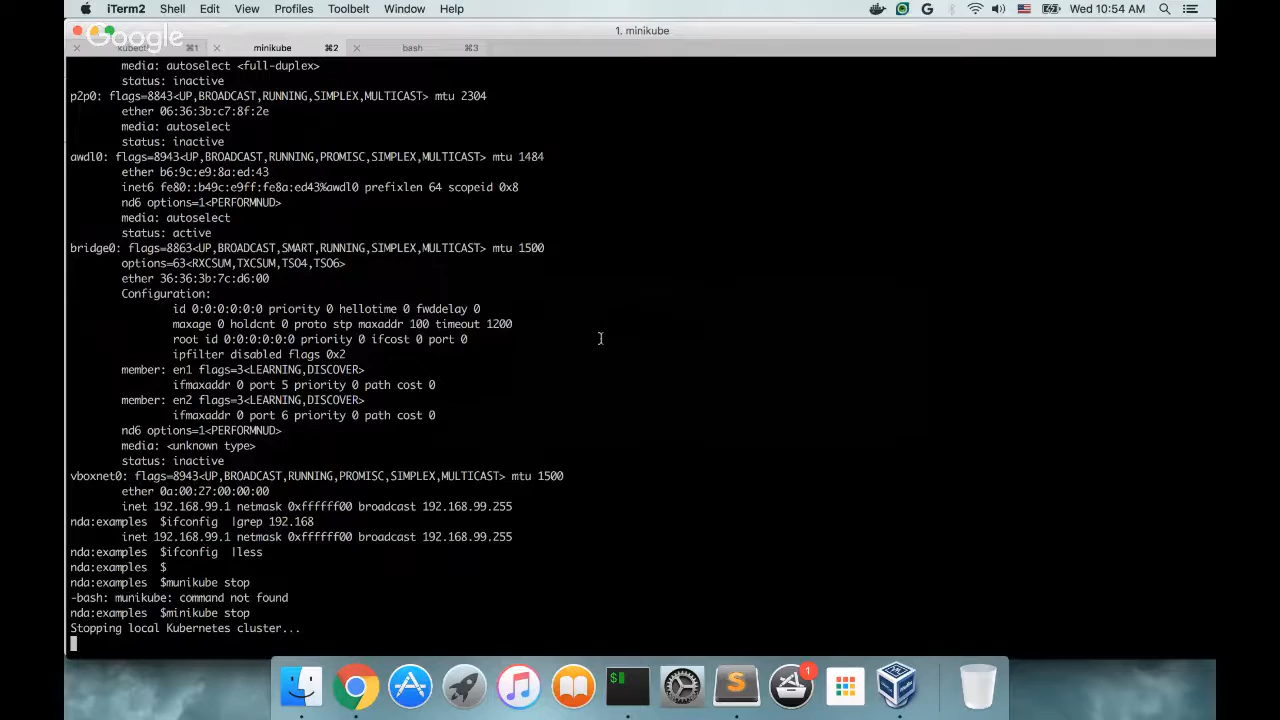 iTerm2 Shell Edit View Profiles Toolbelt Window Help Wed 10:54 AM
1. minikube
Google
⌘1 minikube ⌘2 bash ⌘3
media: autoselect <full-duplex>
status: inactive
p2p0: flags=8843<UP,BROADCAST,RUNNING,SIMPLEX,MULTICAST> mtu 2304
ether 06:36:3b:c7:8f:2e
media: autoselect
status: inactive
awdl0: flags=8943<UP,BROADCAST,RUNNING,PROMISC,SIMPLEX,MULTICAST> mtu 1484
ether b6:9c:e9:8a:ed:43
inet6 fe80::b49c:e9ff:fe8a:ed43%awdl0 prefixlen 64 scopeid 0x8
nd6 options=1<PERFORMNUD>
media: autoselect
status: active
bridge0: flags=8863<UP,BROADCAST,SMART,RUNNING,SIMPLEX,MULTICAST> mtu 1500
options=63<RXCSUM,TXCSUM,TSO4,TSO6>
ether 36:36:3b:7c:d6:00
Configuration:
id 0:0:0:0:0:0 priority 0 hellotime 0 fwddelay 0
maxage 0 holdcnt 0 proto stp maxaddr 100 timeout 1200
root id 0:0:0:0:0:0 priority 0 ifcost 0 port 0
ipfilter disabled flags 0x2
member: en1 flags=3<LEARNING,DISCOVER>
ifmaxaddr 0 port 5 priority 0 path cost 0
member: en2 flags=3<LEARNING,DISCOVER>
ifmaxaddr 0 port 6 priority 0 path cost 0
nd6 options=1<PERFORMNUD>
media: <unknown type>
status: inactive
vboxnet0: flags=8943<UP,BROADCAST,RUNNING,PROMISC,SIMPLEX,MULTICAST> mtu 1500
ether 0a:00:27:00:00:00
inet 192.168.99.1 netmask 0xffffff00 broadcast 192.168.99.255
nda:examples $ifconfig |grep 192.168
inet 192.168.99.1 netmask 0xffffff00 broadcast 192.168.99.255
nda:examples $ifconfig |less
nda:examples $
nda:examples $munikube stop
-bash: munikube: command not found
nda:examples $minikube stop
Stopping local Kubernetes cluster...
1